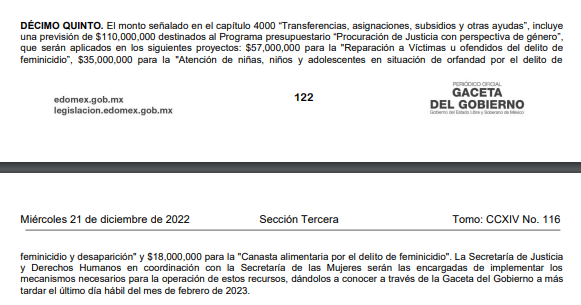 DÉCIMO QUINTO. El monto señalado en el capítulo 4000 "Transferencias, asignaciones, subsidios y otras ayudas", incluye
una previsión de $110,000,000 destinados al Programa presupuestario "Procuración de Justicia con perspectiva de género",
que serán aplicados en los siguientes proyectos: $57,000,000 para la "Reparación a Víctimas u ofendidos del delito de
feminicidio", $35,000,000 para la "Atención de niñas, niños y adolescentes en situación de orfandad por el delito de
edomex.gob.mx
legislacion.edomex.gob.mx
122
PERIÓDICO OFICIAL
GACETA
DEL GOBIERNO
Gobierno del Estado Libre y Soberano de México
Miércoles 21 de diciembre de 2022 Sección Tercera Tomo: CCXIV No. 116
feminicidio y desaparición" y $18,000,000 para la "Canasta alimentaria por el delito de feminicidio". La Secretaría de Justicia
y Derechos Humanos en coordinación con la Secretaría de las Mujeres serán las encargadas de implementar los
mecanismos necesarios para la operación de estos recursos, dándolos a conocer a través de la Gaceta del Gobierno a más
tardar el último día hábil del mes de febrero de 2023.